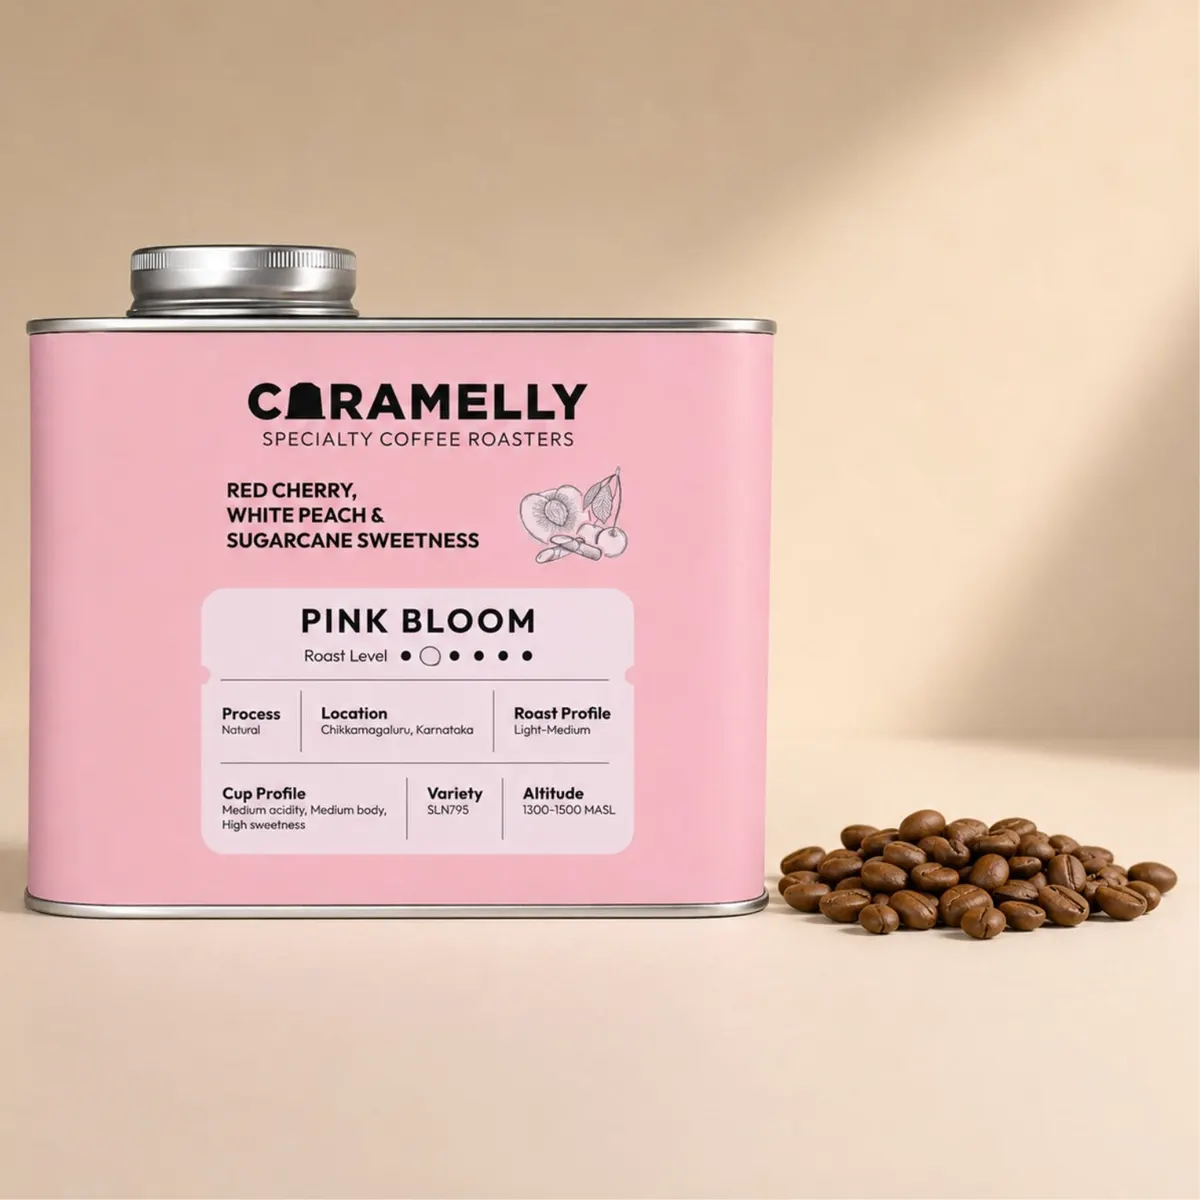 CARAMELLY
SPECIALTY COFFEE ROASTERS
RED CHERRY,
WHITE PEACH &
SUGARCANE SWEETNESS
PINK BLOOM
Roast Level
Process
Natural
Location
Chikkamagaluru, Karnataka
Roast Profile
Light-Medium
Cup Profile
Medium acidity, Medium body,
High sweetness
Variety
SLN795
Altitude
1300-1500 MASL